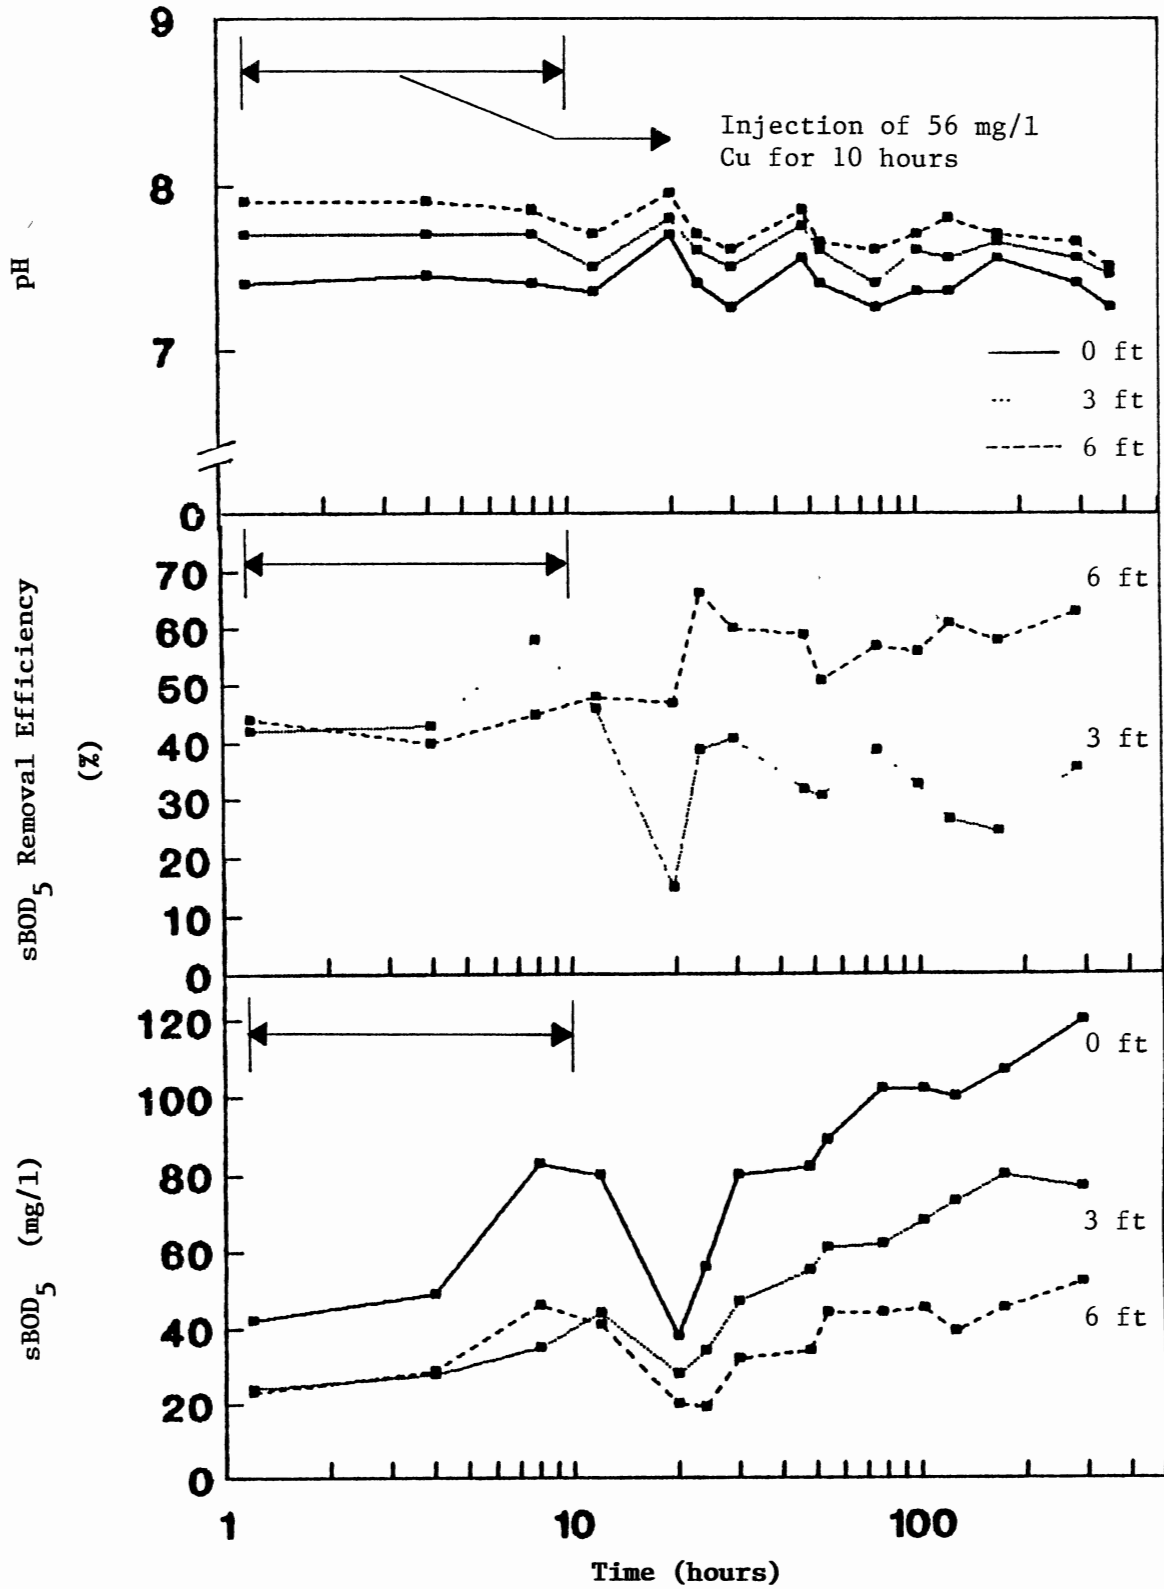 9
8
7
0
pH
Injection of 56 mg/l
Cu for 10 hours
0 ft
3 ft
6 ft
70
60
50
40
30
20
10
0
sBOD5 Removal Efficiency
(%)
6 ft
3 ft
120
100
80
60
40
20
0
sBOD5 (mg/l)
0 ft
3 ft
6 ft
1
10
100
Time (hours)